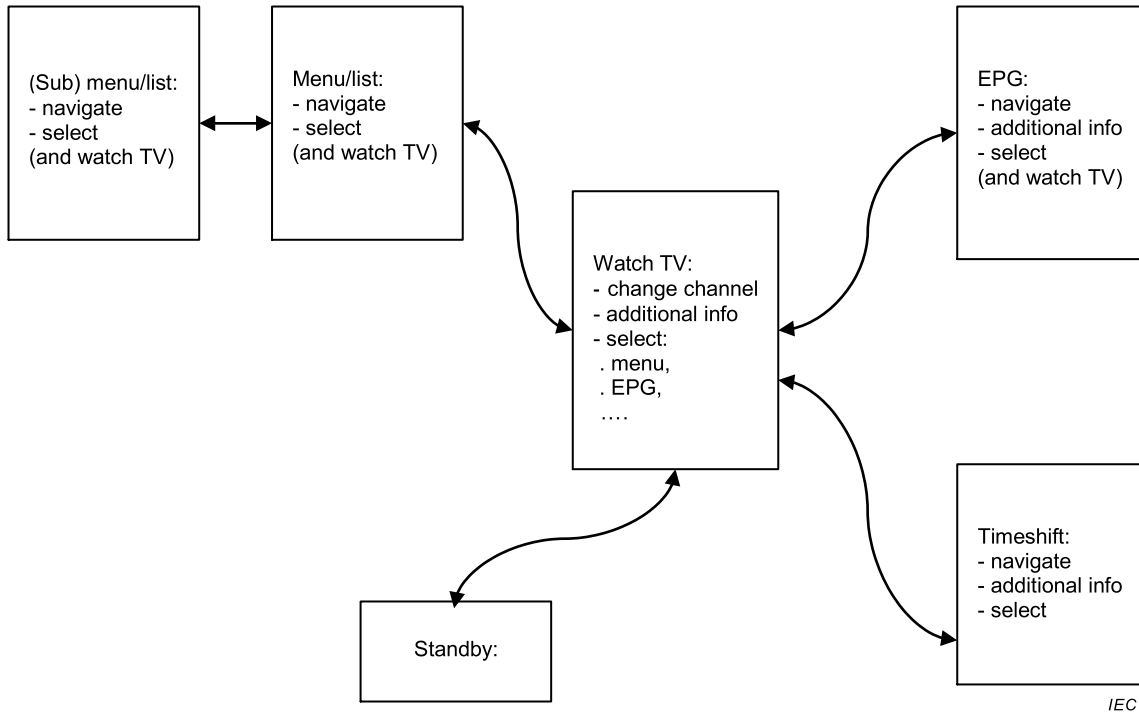 (Sub) menu/list:
- navigate
- select
(and watch TV)
Menu/list:
- navigate
- select
(and watch TV)
EPG:
- navigate
- additional info
- select
(and watch TV)
Watch TV:
- change channel
- additional info
- select:
. menu,
. EPG,
....
Timeshift:
- navigate
- additional info
- select
Standby:
IEC